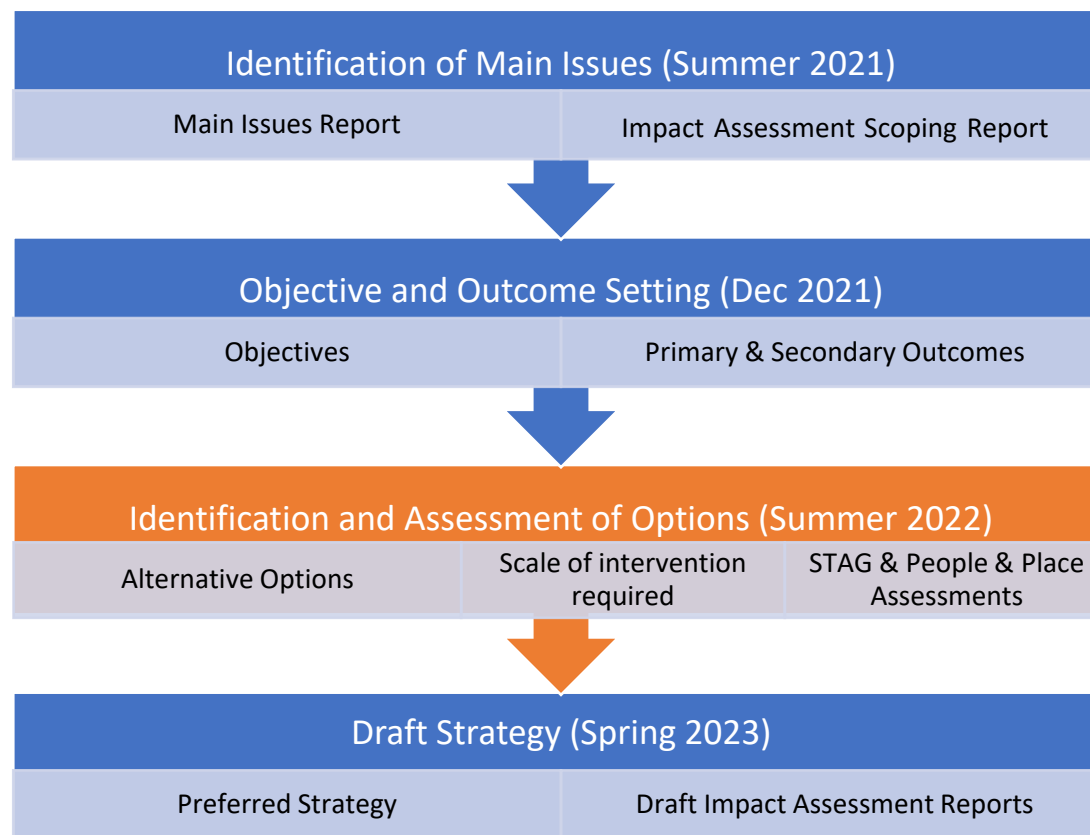 Identification of Main Issues (Summer 2021)
Main Issues Report
Impact Assessment Scoping Report
Objective and Outcome Setting (Dec 2021)
Objectives
Primary & Secondary Outcomes
Identification and Assessment of Options (Summer 2022)
Alternative Options
Scale of intervention
required
STAG & People & Place
Assessments
Draft Strategy (Spring 2023)
Preferred Strategy
Draft Impact Assessment Reports